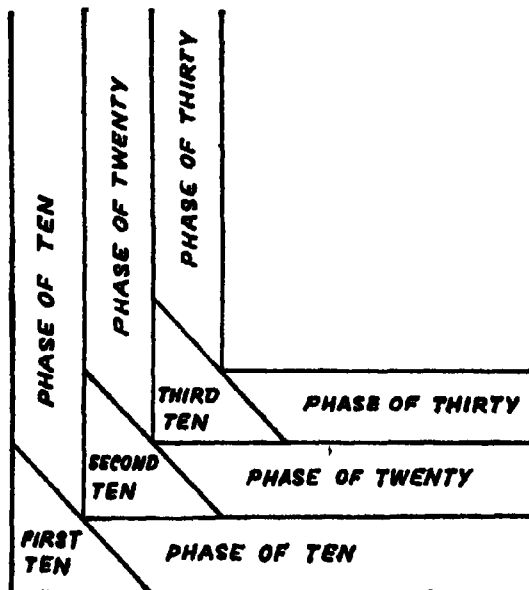 PHASE OF TEN
PHASE OF TWENTY
PHASE OF THIRTY
THIRD
TEN
PHASE OF THIRTY
SECOND
TEN
PHASE OF TWENTY
FIRST
TEN
PHASE OF TEN